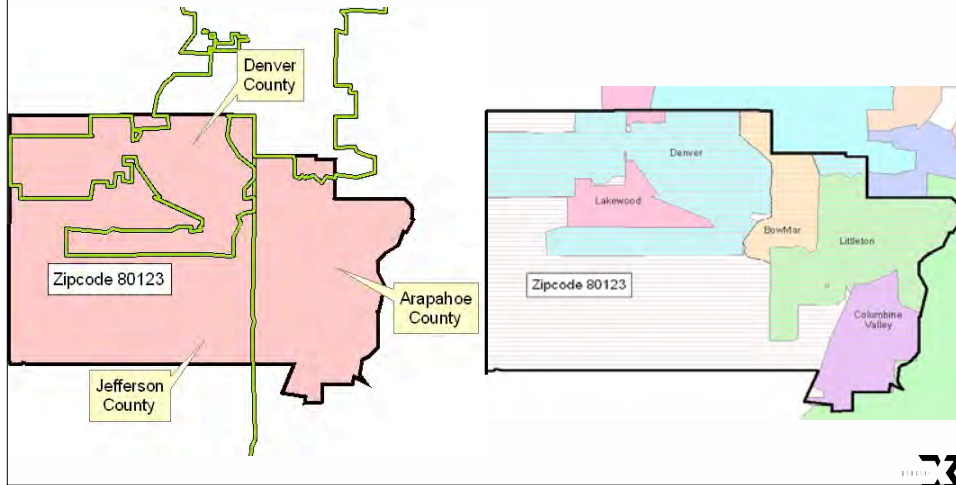 Denver
County
Zipcode 80123
Arapahoe
County
Jefferson
County
Denver
Lakewood
BowMar
Littleton
Zipcode 80123
Columbine
Valley